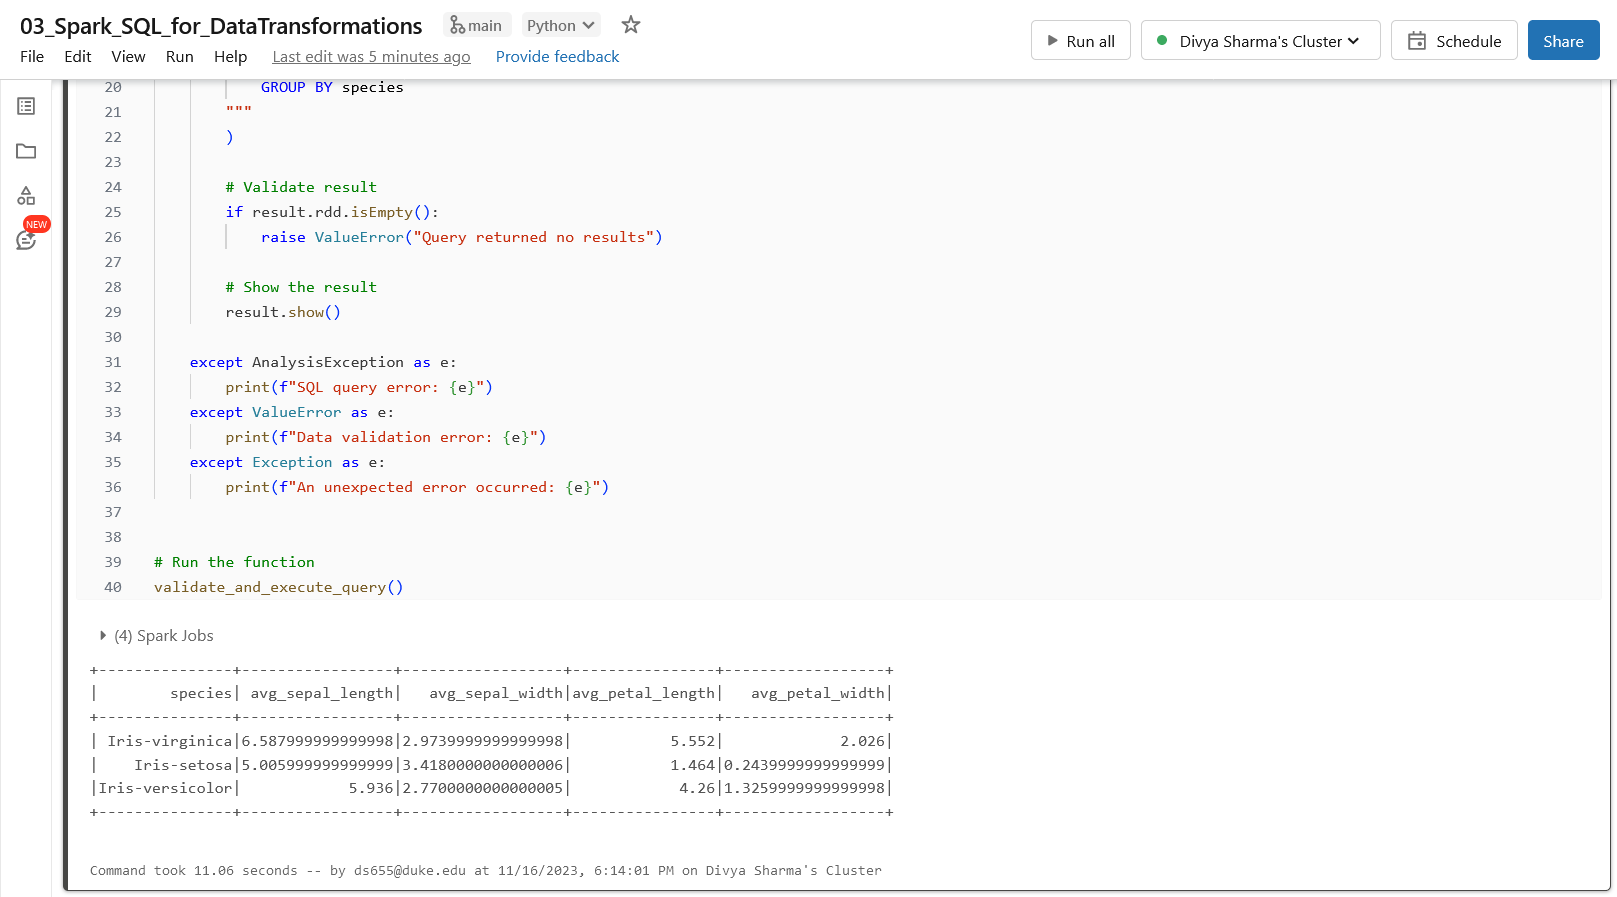 03_Spark_SQL_for_DataTransformations main Python
File Edit View Run Help Last edit was 5 minutes ago Provide feedback
Run all Divya Sharma's Cluster Schedule Share
NEW
20 GROUP BY species
21 """
22 )
23
24 # Validate result
25 if result.rdd.isEmpty():
26 raise ValueError("Query returned no results")
27
28 # Show the result
29 result.show()
30
31 except AnalysisException as e:
32 print(f"SQL query error: {e}")
33 except ValueError as e:
34 print(f"Data validation error: {e}")
35 except Exception as e:
36 print(f"An unexpected error occurred: {e}")
37
38
39 # Run the function
40 validate_and_execute_query()
(4) Spark Jobs
+---------------+-----------------+------------------+----------------+------------------+
|        species| avg_sepal_length|   avg_sepal_width|avg_petal_length|   avg_petal_width|
+---------------+-----------------+------------------+----------------+------------------+
| Iris-virginica|6.587999999999998|2.9739999999999998|           5.552|             2.026|
|    Iris-setosa|5.005999999999999|3.4180000000000006|           1.464|0.2439999999999999|
|Iris-versicolor|            5.936|2.7700000000000005|            4.26|1.3259999999999998|
+---------------+-----------------+------------------+----------------+------------------+
Command took 11.06 seconds -- by ds655@duke.edu at 11/16/2023, 6:14:01 PM on Divya Sharma's Cluster